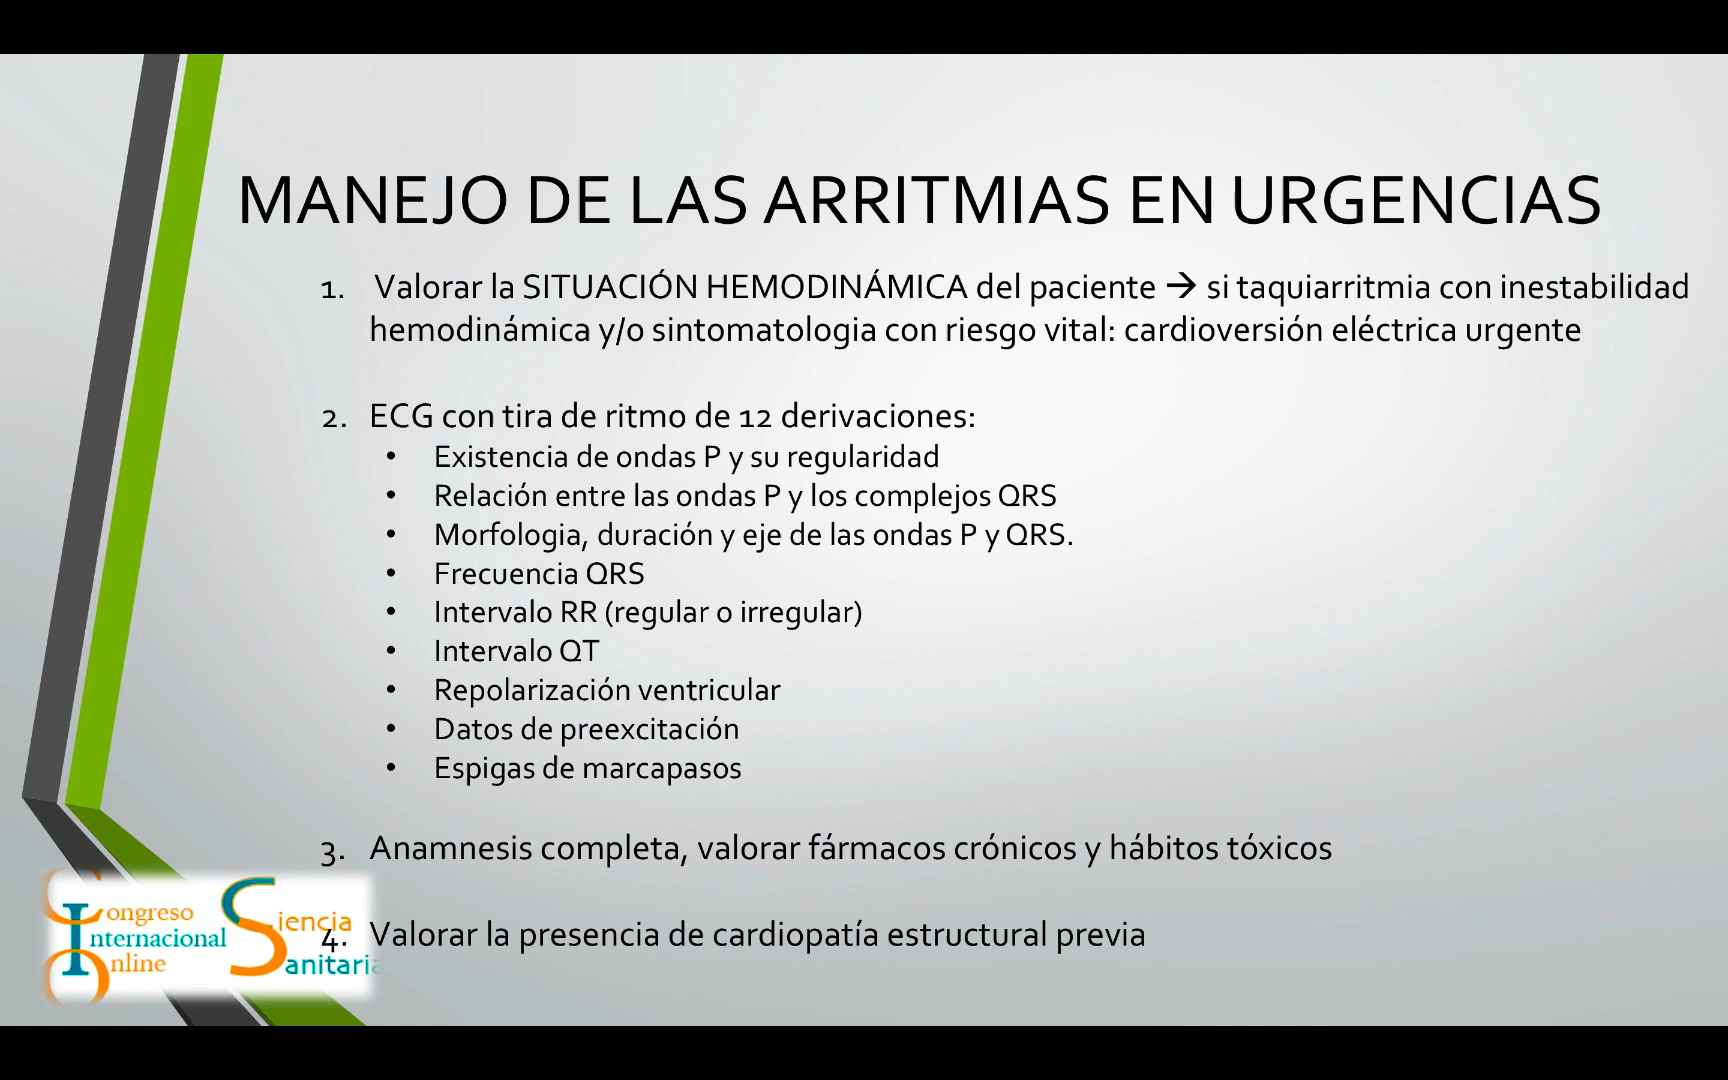 MANEJO DE LAS ARRITMIAS EN URGENCIAS
1. Valorar la SITUACIÓN HEMODINÁMICA del paciente → si taquiarritmia con inestabilidad
hemodinámica y/o sintomatologia con riesgo vital: cardioversión eléctrica urgente
2. ECG con tira de ritmo de 12 derivaciones:
• Existencia de ondas P y su regularidad
• Relación entre las ondas P y los complejos QRS
• Morfologia, duración y eje de las ondas P y QRS.
• Frecuencia QRS
• Intervalo RR (regular o irregular)
• Intervalo QT
• Repolarización ventricular
• Datos de preexcitación
• Espigas de marcapasos
3. Anamnesis completa, valorar fármacos crónicos y hábitos tóxicos
4. Valorar la presencia de cardiopatía estructural previa
Congreso
Internacional
Online
Siencia
Sanitaria